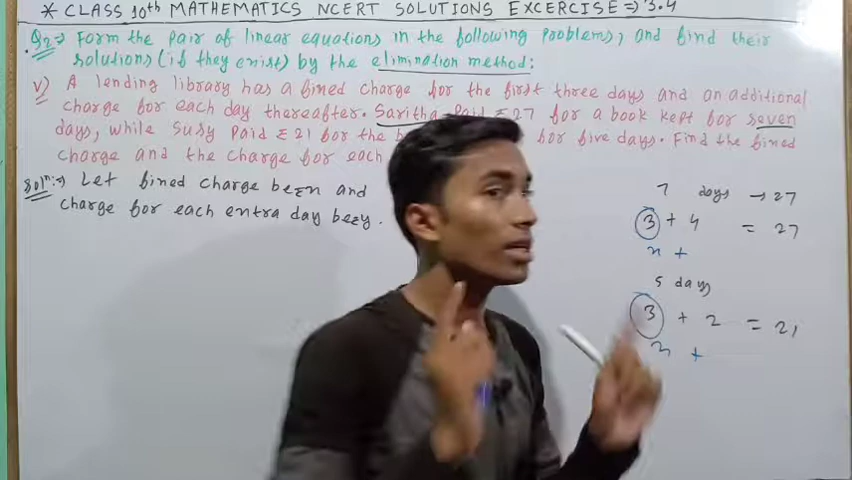 * CLASS 10th MATHEMATICS NCERT SOLUTIONS EXCERCISE ⇒ 3.4
Q2 ⇒ Form the pair of linear equations in the following problems, and find their
solutions (if they exist) by the elimination method:
v) A lending library has a fixed charge for the first three days and an additional
charge for each day thereafter. Saritha Paid ₹27 for a book kept for seven
days, while Susy Paid ₹21 for the for five days. Find the fixed
charge and the charge for each
Solⁿ:→ Let fixed charge be=x and
charge for each extra day be=y.
7 days → 27
3 + 4 = 27
x +
5 days
3 + 2 = 21
x +